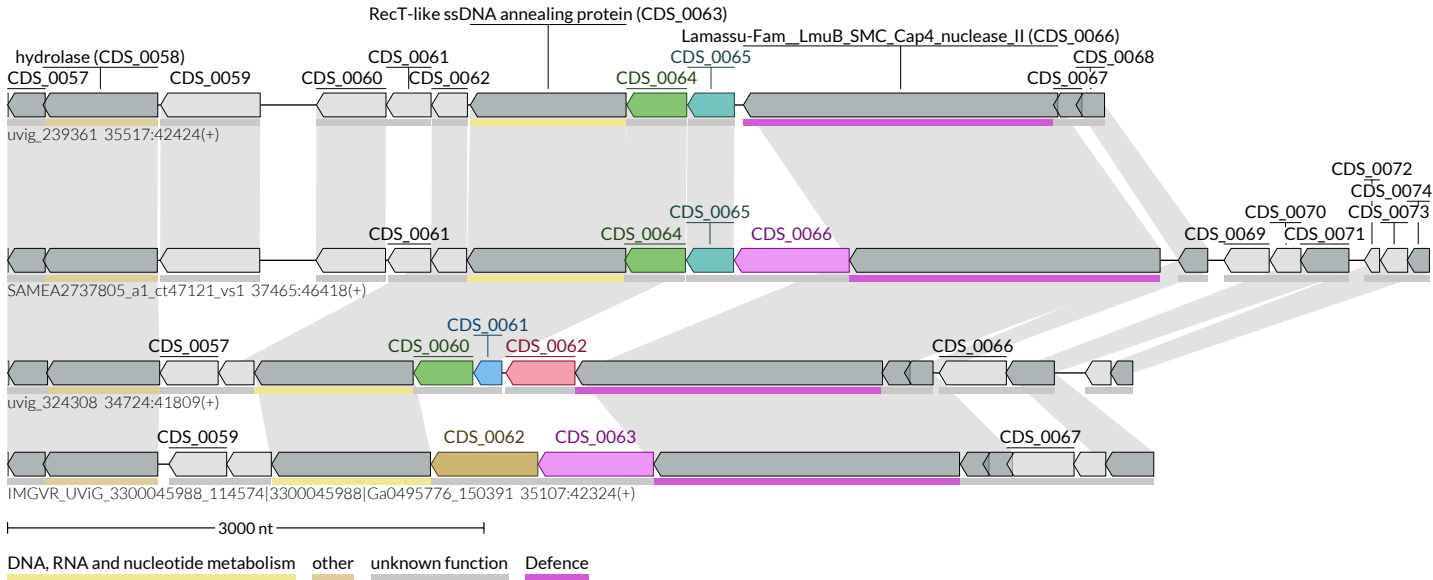 RecT-like ssDNA annealing protein (CDS_0063)
Lamassu-Fam__LmuB_SMC_Cap4_nuclease_II (CDS_0066)
hydrolase (CDS_0058) CDS_0061 CDS_0065 CDS_0068
CDS_0057 CDS_0059 CDS_0060 CDS_0062 CDS_0064 CDS_0067
uvig_239361 35517:42424(+)
CDS_0072
CDS_0074
CDS_0065 CDS_0070 CDS_0073
CDS_0061 CDS_0064 CDS_0066 CDS_0069 CDS_0071
SAMEA2737805_a1_ct47121_vs1 37465:46418(+)
CDS_0061
CDS_0057 CDS_0060 CDS_0062 CDS_0066
uvig_324308 34724:41809(+)
CDS_0059 CDS_0062 CDS_0063 CDS_0067
IMGVR_UViG_3300045988_114574|3300045988|Ga0495776_150391 35107:42324(+)
3000 nt
DNA, RNA and nucleotide metabolism other unknown function Defence